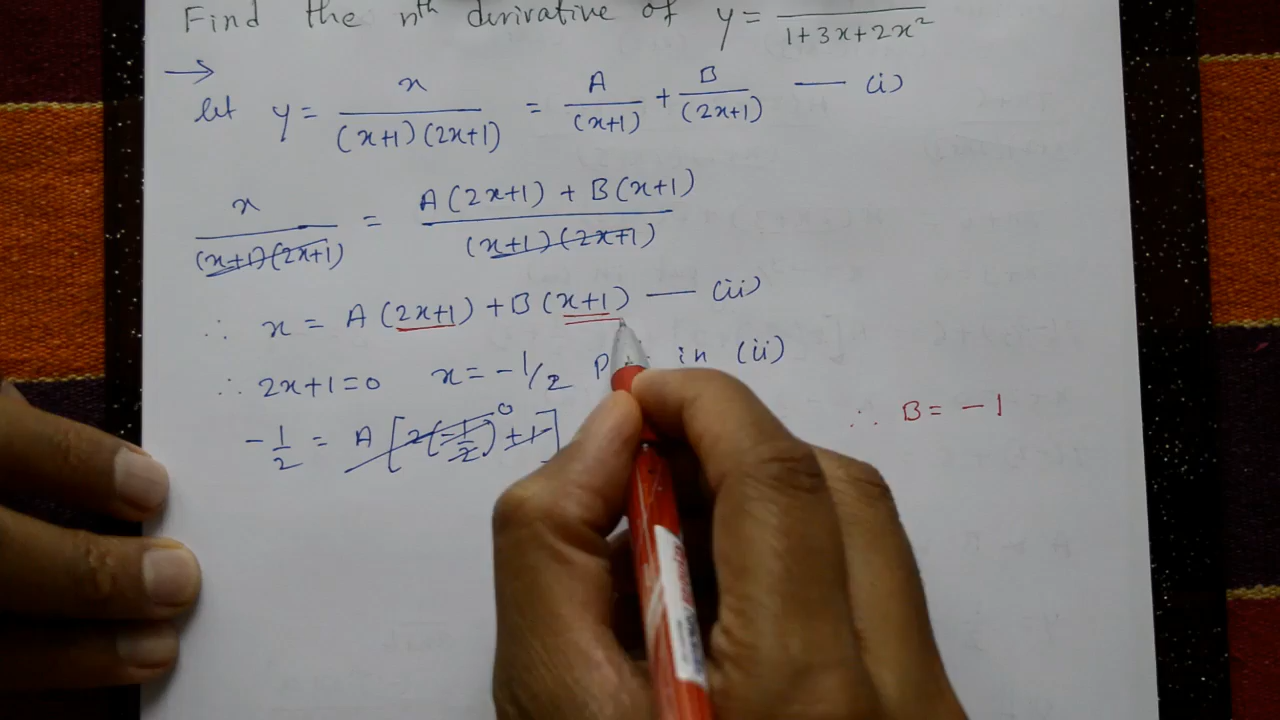 Find the nth derivative of y = ———/(1+3x+2x²)
→ let y = x/((x+1)(2x+1)) = A/(x+1) + B/(2x+1) — (i)
x/((x+1)(2x+1)) = (A(2x+1) + B(x+1))/((x+1)(2x+1))
∴ x = A(2x+1) + B(x+1) — (ii)
∴ 2x+1=0 x = -1/2 in (ii)
-1/2 = A[2(-1/2)+1] 0
∴ B = -1